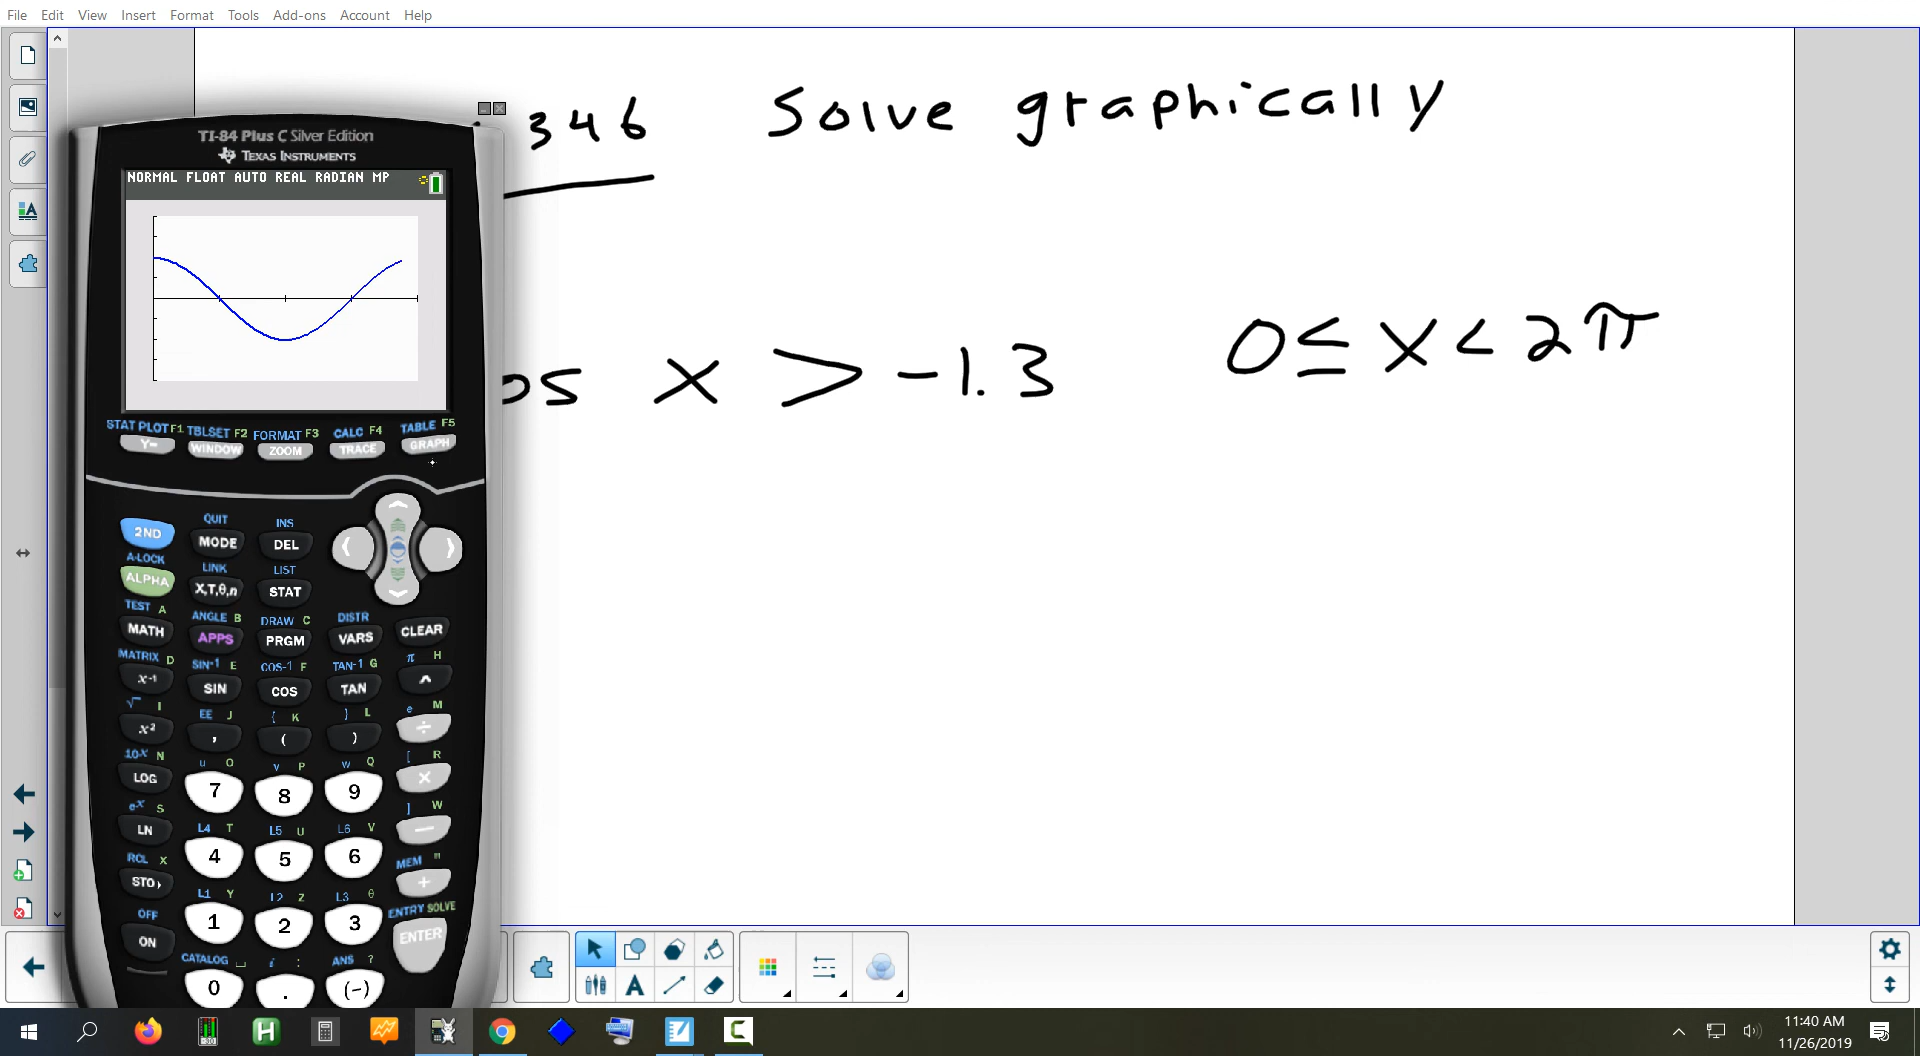 File Edit View Insert Format Tools Add-ons Account Help
346 Solve graphically
TI-84 Plus C Silver Edition
TEXAS INSTRUMENTS
NORMAL FLOAT AUTO REAL RADIAN MP
os x > -1.3
0 ≤ x < 2π
STAT PLOT F1 TBLSET F2 FORMAT F3 CALC F4 TABLE F5
Y= WINDOW ZOOM TRACE GRAPH
QUIT INS
2ND MODE DEL
A-LOCK LINK LIST
ALPHA X,T,θ,n STAT
TEST A ANGLE B DRAW C DISTR
MATH APPS PRGM VARS CLEAR
MATRIX D SIN-1 E COS-1 F TAN-1 G π H
x-1 SIN COS TAN ^
√ I EE J { K } L e M
x² , ( ) ÷
10x N u O v P w Q [ R
LOG 7 8 9 ×
ex S L4 T L5 U L6 V ] W
LN 4 5 6 −
RCL X L1 Y L2 Z L3 θ MEM "
STO› 1 2 3 +
OFF ENTRY SOLVE
ON ENTER
CATALOG ⎵ i : ANS ?
0 . (-)
A
11:40 AM
11/26/2019